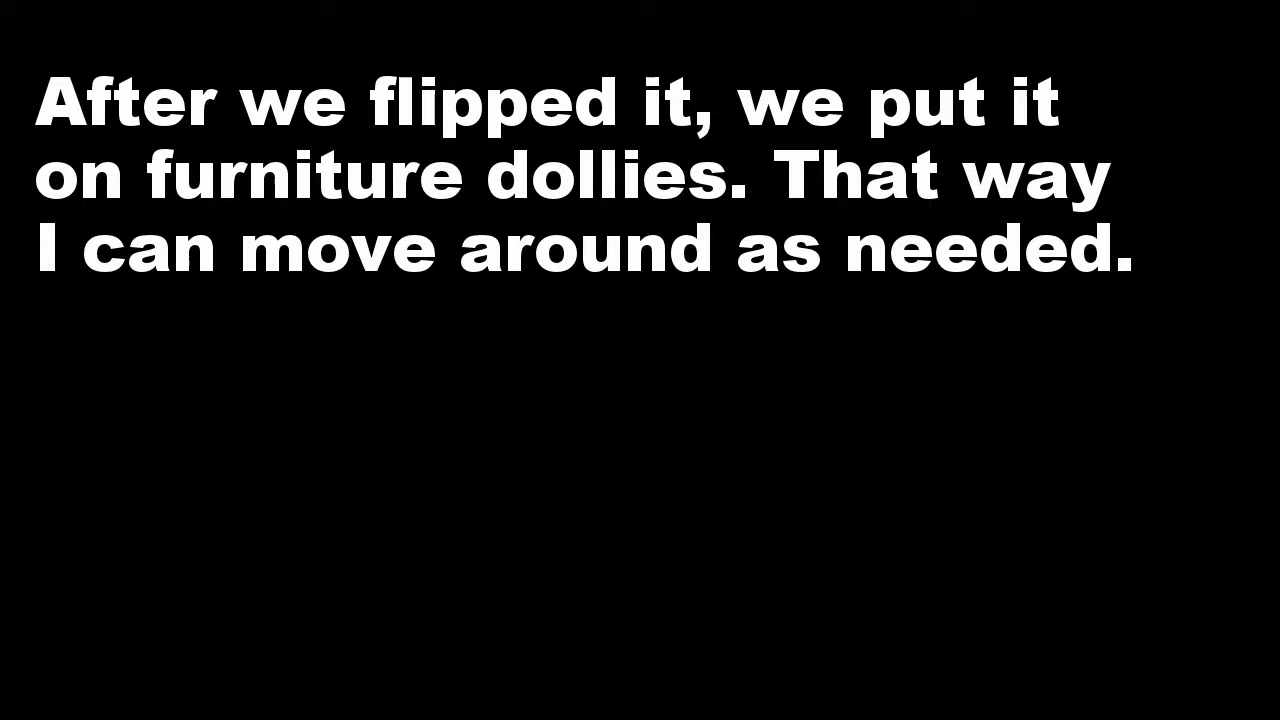 After we flipped it, we put it
on furniture dollies. That way
I can move around as needed.